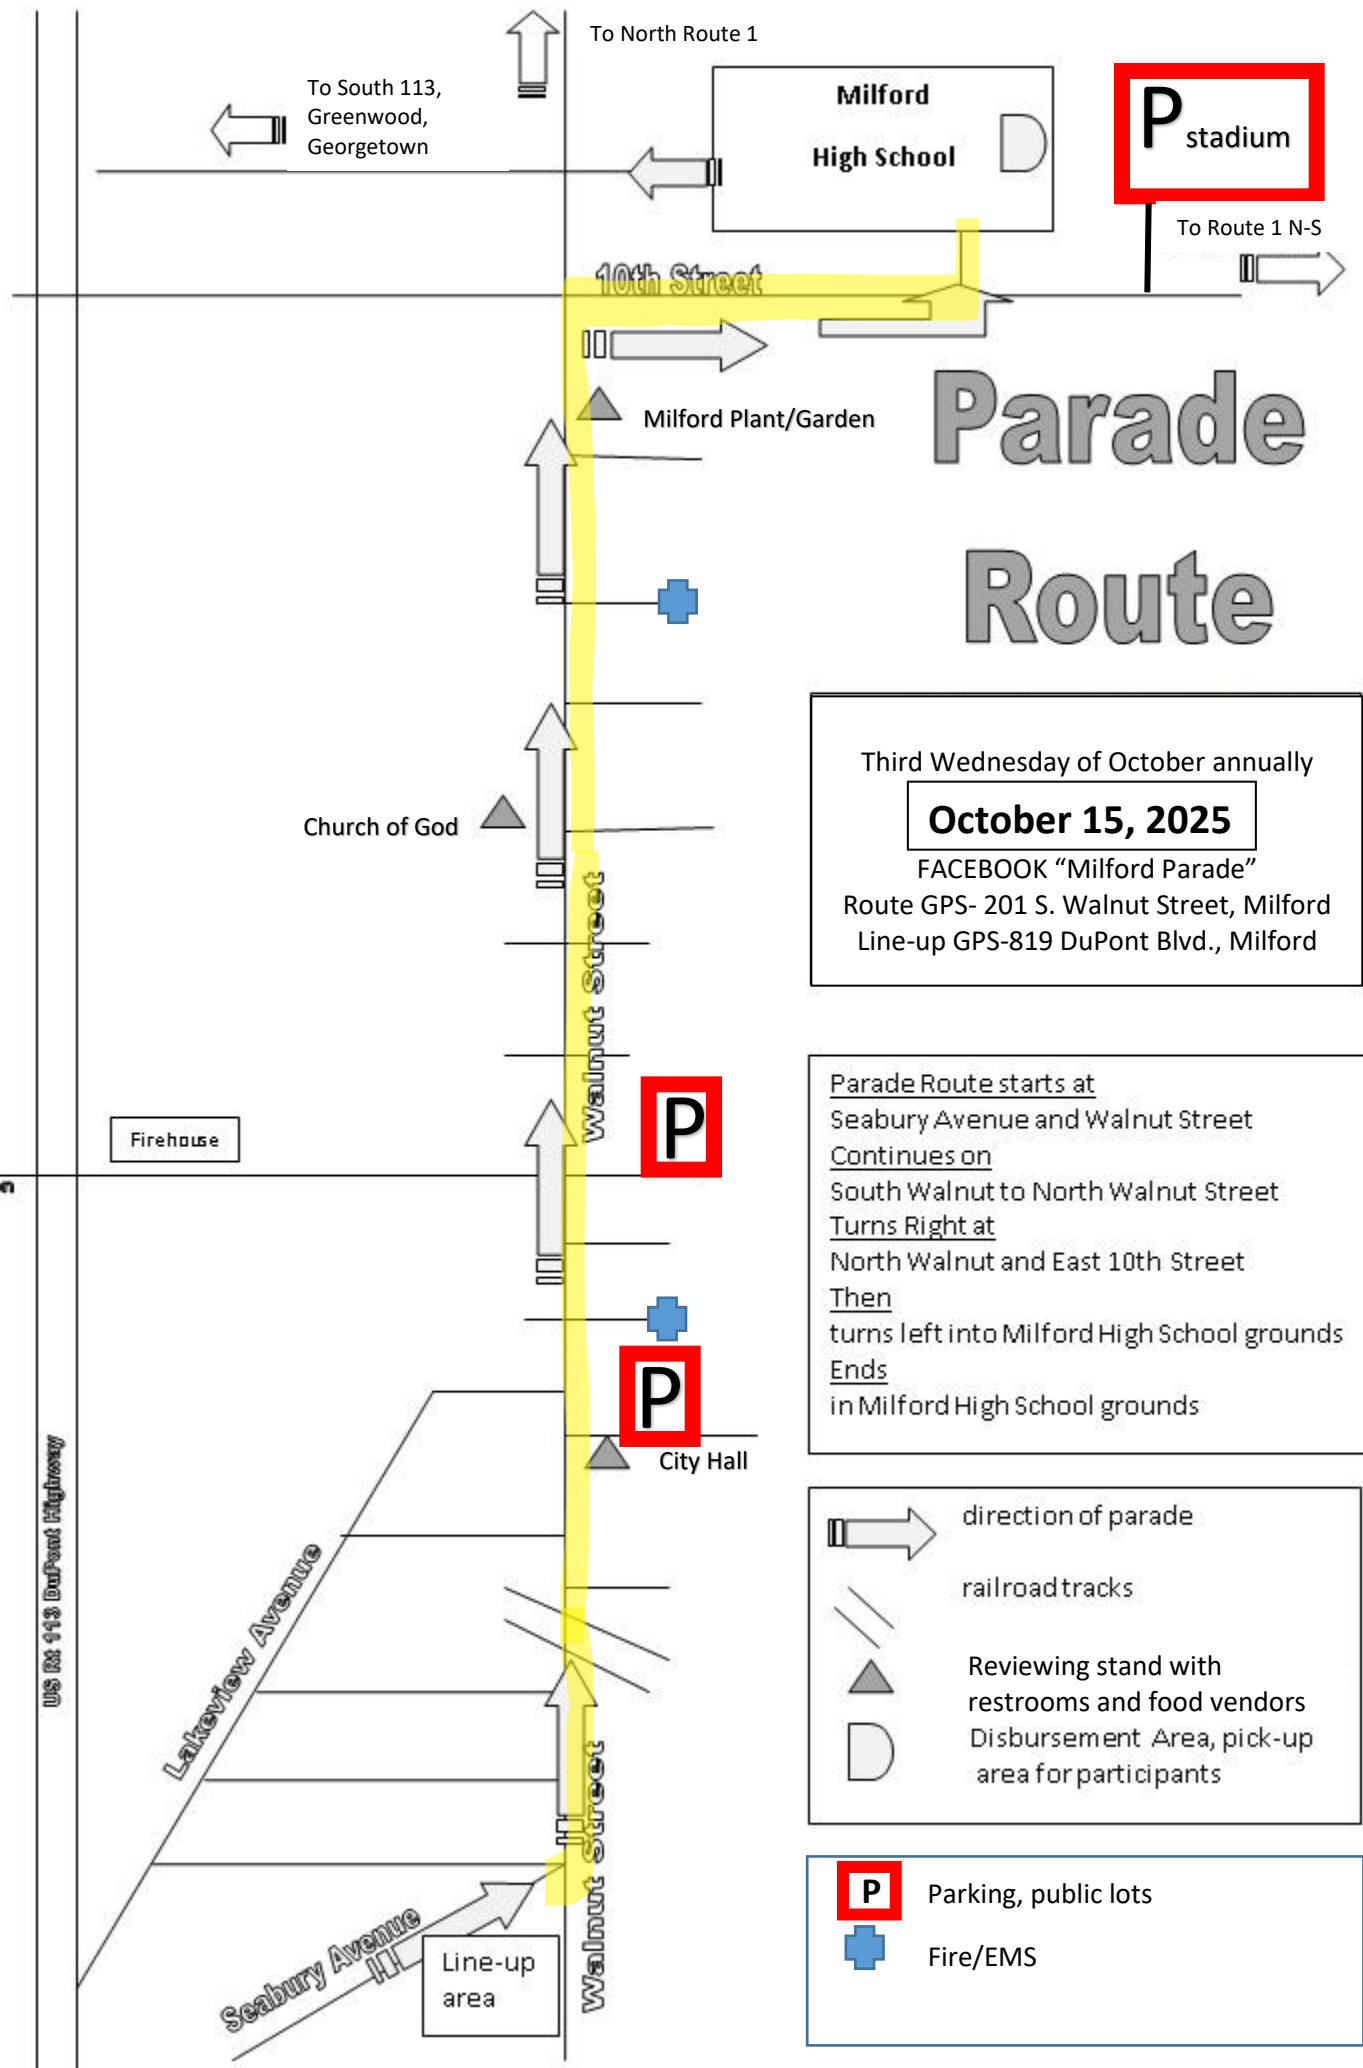 To North Route 1
To South 113,
Greenwood,
Georgetown
Milford
High School
P stadium
To Route 1 N-S
10th Street
Milford Plant/Garden
Parade
Route
Third Wednesday of October annually
October 15, 2025
FACEBOOK “Milford Parade”
Route GPS- 201 S. Walnut Street, Milford
Line-up GPS-819 DuPont Blvd., Milford
Church of God
Walnut Street
P
Firehouse
Parade Route starts at
Seabury Avenue and Walnut Street
Continues on
South Walnut to North Walnut Street
Turns Right at
North Walnut and East 10th Street
Then
turns left into Milford High School grounds
Ends
in Milford High School grounds
P
City Hall
US Rt 113 DuPont Highway
Lakeview Avenue
direction of parade
railroad tracks
Reviewing stand with
restrooms and food vendors
Disbursement Area, pick-up
area for participants
Walnut Street
Seabury Avenue
Line-up
area
P Parking, public lots
Fire/EMS